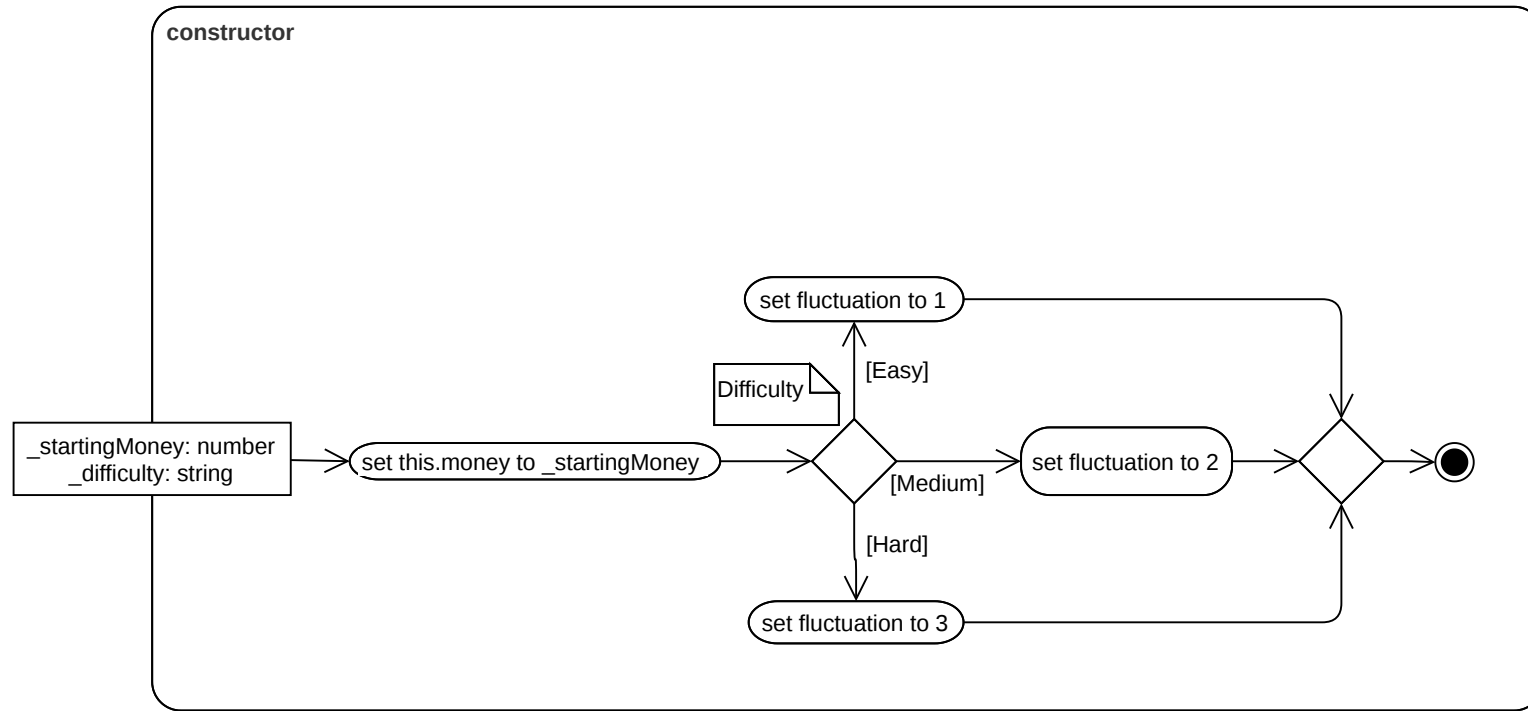 constructor
set fluctuation to 1
[Easy]
Difficulty
_startingMoney: number
_difficulty: string
set this.money to _startingMoney
set fluctuation to 2
[Medium]
[Hard]
set fluctuation to 3